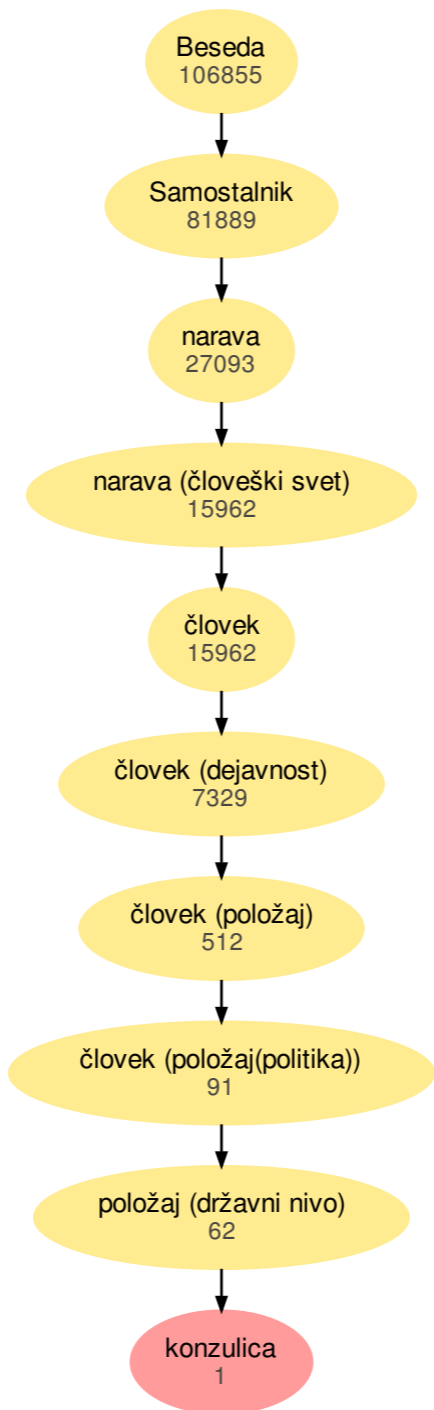 Beseda
106855
Samostalnik
81889
narava
27093
narava (človeški svet)
15962
človek
15962
človek (dejavnost)
7329
človek (položaj)
512
človek (položaj(politika))
91
položaj (državni nivo)
62
konzulica
1